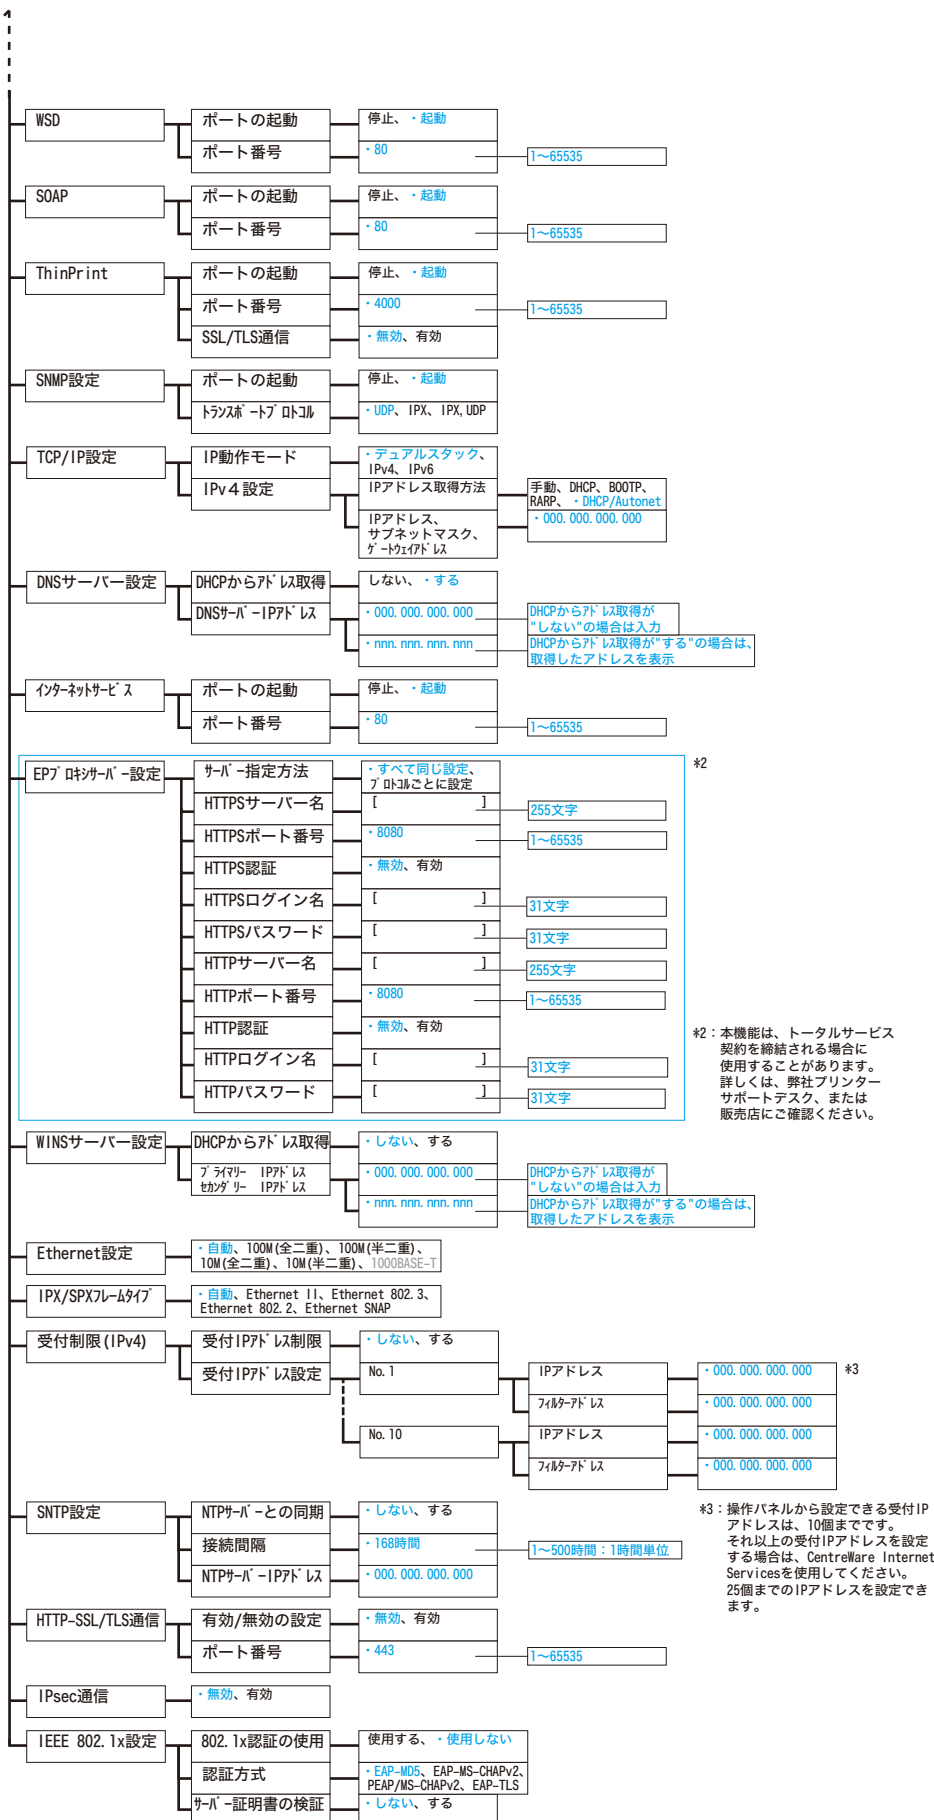 WSD
ポートの起動
停止、・起動
ポート番号
・80
1～65535
SOAP
ポートの起動
停止、・起動
ポート番号
・80
1～65535
ThinPrint
ポートの起動
停止、・起動
ポート番号
・4000
1～65535
SSL/TLS通信
・無効、有効
SNMP設定
ポートの起動
停止、・起動
トランスポートプロトコル
・UDP、IPX、IPX,UDP
TCP/IP設定
IP動作モード
・デュアルスタック、
IPv4、IPv6
IPv４設定
IPアドレス取得方法
手動、DHCP、BOOTP、
RARP、・DHCP/Autonet
IPアドレス、
サブネットマスク、
ゲートウェイアドレス
・000.000.000.000
DNSサーバー設定
DHCPからアドレス取得
しない、・する
DNSサーバーIPアドレス
・000.000.000.000
DHCPからアドレス取得が
"しない"の場合は入力
・nnn.nnn.nnn.nnn
DHCPからアドレス取得が"する"の場合は、
取得したアドレスを表示
インターネットサービス
ポートの起動
停止、・起動
ポート番号
・80
1～65535
*2
EPプロキシサーバー設定
サーバー指定方法
・すべて同じ設定、
プロトコルごとに設定
HTTPSサーバー名
[ ]
255文字
HTTPSポート番号
・8080
1～65535
HTTPS認証
・無効、有効
HTTPSログイン名
[ ]
31文字
HTTPSパスワード
[ ]
31文字
HTTPサーバー名
[ ]
255文字
HTTPポート番号
・8080
1～65535
HTTP認証
・無効、有効
HTTPログイン名
[ ]
31文字
HTTPパスワード
[ ]
31文字
*2：本機能は、トータルサービス
契約を締結される場合に
使用することがあります。
詳しくは、弊社プリンター
サポートデスク、または
販売店にご確認ください。
WINSサーバー設定
DHCPからアドレス取得
・しない、する
プライマリー IPアドレス
セカンダリー IPアドレス
・000.000.000.000
DHCPからアドレス取得が
"しない"の場合は入力
・nnn.nnn.nnn.nnn
DHCPからアドレス取得が"する"の場合は、
取得したアドレスを表示
Ethernet設定
・自動、100M(全二重)、100M(半二重)、
10M(全二重)、10M(半二重)、1000BASE-T
IPX/SPXフレームタイプ
・自動、Ethernet II、Ethernet 802.3、
Ethernet 802.2、Ethernet SNAP
受付制限(IPv4)
受付IPアドレス制限
・しない、する
受付IPアドレス設定
No.1
IPアドレス
・000.000.000.000
*3
フィルターアドレス
・000.000.000.000
No.10
IPアドレス
・000.000.000.000
フィルターアドレス
・000.000.000.000
*3：操作パネルから設定できる受付IP
アドレスは、10個までです。
それ以上の受付IPアドレスを設定
する場合は、CentreWare Internet
Servicesを使用してください。
25個までのIPアドレスを設定でき
ます。
SNTP設定
NTPサーバーとの同期
・しない、する
接続間隔
・168時間
1～500時間：1時間単位
NTPサーバーIPアドレス
・000.000.000.000
HTTP-SSL/TLS通信
有効/無効の設定
・無効、有効
ポート番号
・443
1～65535
IPsec通信
・無効、有効
IEEE 802.1x設定
802.1x認証の使用
使用する、・使用しない
認証方式
・EAP-MD5、EAP-MS-CHAPv2、
PEAP/MS-CHAPv2、EAP-TLS
サーバー証明書の検証
・しない、する